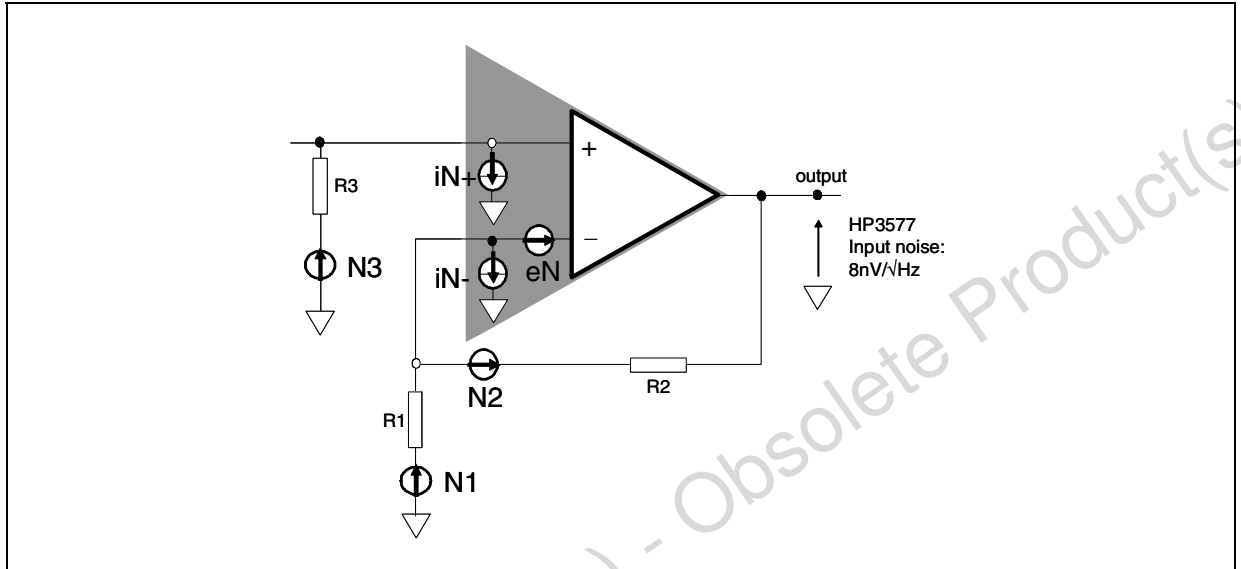 +
iN+
R3
output
N3
−
HP3577
Input noise:
8nV/√Hz
iN-
eN
N2
R2
R1
N1
) - Obsolete Product(s